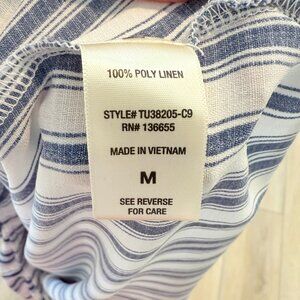 100% POLY LINEN
STYLE# TU38205-C9
RN# 136655
MADE IN VIETNAM
M
SEE REVERSE
FOR CARE